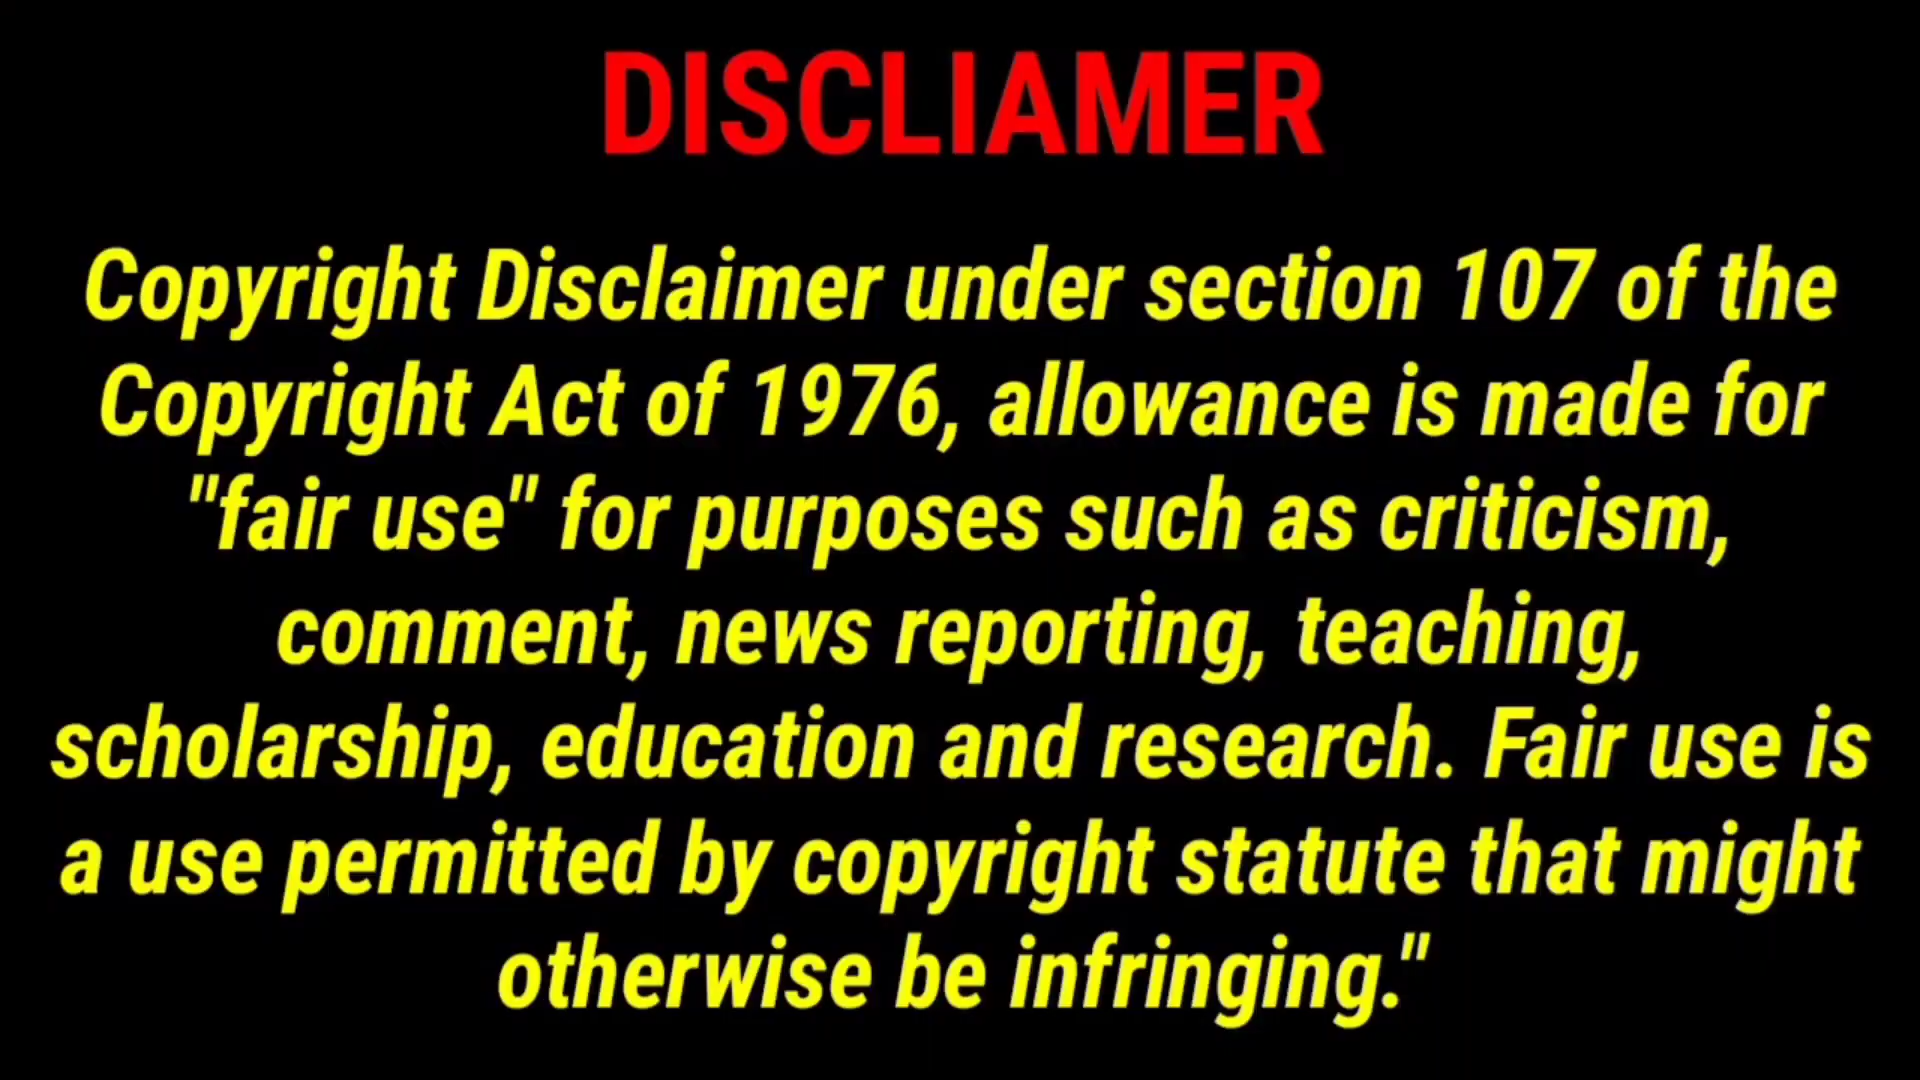 DISCLIAMER
Copyright Disclaimer under section 107 of the
Copyright Act of 1976, allowance is made for
"fair use" for purposes such as criticism,
comment, news reporting, teaching,
scholarship, education and research. Fair use is
a use permitted by copyright statute that might
otherwise be infringing."